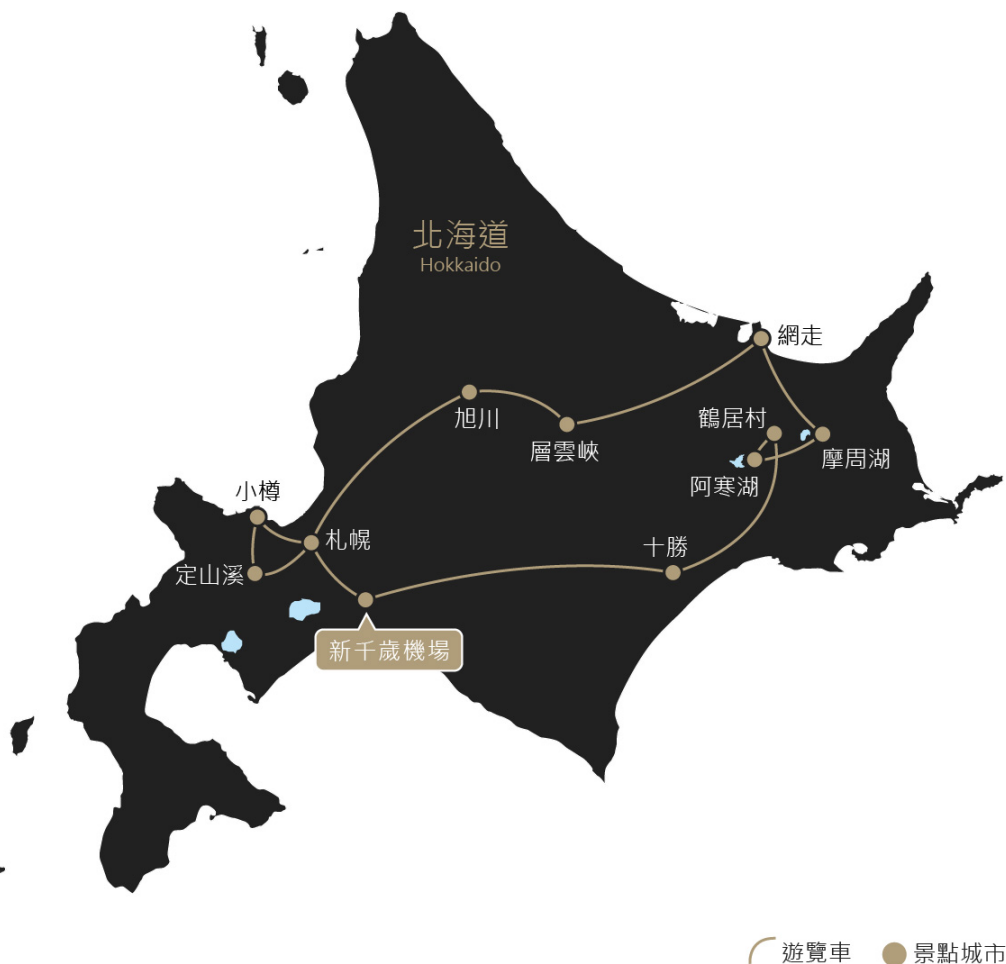 北海道
Hokkaido
網走
旭川
鶴居村
層雲峽
摩周湖
阿寒湖
小樽
札幌
十勝
定山溪
新千歲機場
遊覽車
景點城市